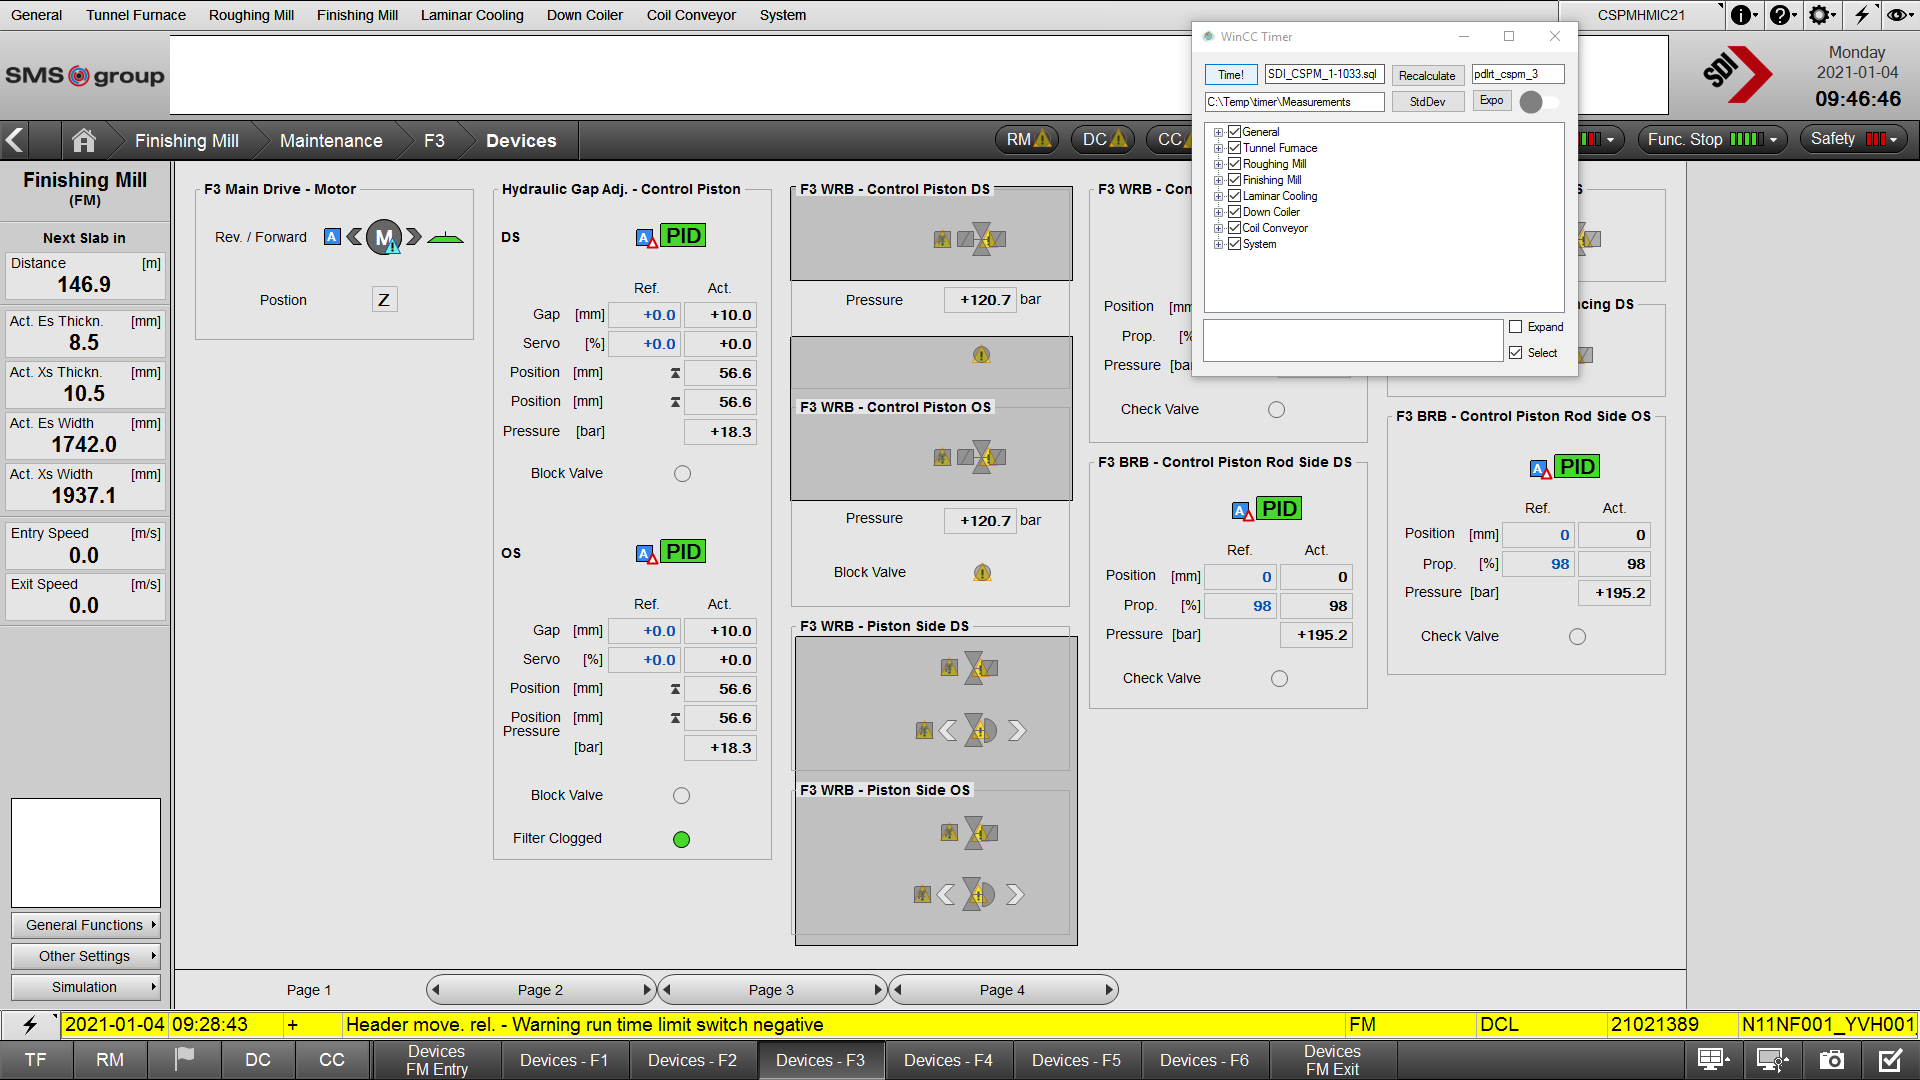 General Tunnel Furnace Roughing Mill Finishing Mill Laminar Cooling Down Coiler Coil Conveyor System CSPMHMIC21
SMS group
SDI
Monday
2021-01-04
09:46:46
WinCC Timer
Time! SDI_CSPM_1-1033.sql Recalculate pdlrt_cspm_3
C:\Temp\timer\Measurements StdDev Expo
General
Tunnel Furnace
Roughing Mill
Finishing Mill
Laminar Cooling
Down Coiler
Coil Conveyor
System
Expand
Select
Finishing Mill Maintenance F3 Devices RM DC CC Func. Stop Safety
Finishing Mill
(FM)
Next Slab in
Distance [m]
146.9
Act. Es Thickn. [mm]
8.5
Act. Xs Thickn. [mm]
10.5
Act. Es Width [mm]
1742.0
Act. Xs Width [mm]
1937.1
Entry Speed [m/s]
0.0
Exit Speed [m/s]
0.0
General Functions
Other Settings
Simulation
F3 Main Drive - Motor
Rev. / Forward A M
Postion Z
Hydraulic Gap Adj. - Control Piston
DS A PID
Ref. Act.
Gap [mm] +0.0 +10.0
Servo [%] +0.0 +0.0
Position [mm] 56.6
Position [mm] 56.6
Pressure [bar] +18.3
Block Valve
OS A PID
Ref. Act.
Gap [mm] +0.0 +10.0
Servo [%] +0.0 +0.0
Position [mm] 56.6
Position [mm] 56.6
Pressure
[bar] +18.3
Block Valve
Filter Clogged
F3 WRB - Control Piston DS
Pressure +120.7 bar
F3 WRB - Control Piston OS
Pressure +120.7 bar
Block Valve
F3 WRB - Piston Side DS
F3 WRB - Piston Side OS
F3 WRB - Con
Position [mm
Prop. [%
Pressure [ba
Check Valve
F3 BRB - Control Piston Rod Side DS
A PID
Ref. Act.
Position [mm] 0 0
Prop. [%] 98 98
Pressure [bar] +195.2
Check Valve
S
cing DS
F3 BRB - Control Piston Rod Side OS
A PID
Ref. Act.
Position [mm] 0 0
Prop. [%] 98 98
Pressure [bar] +195.2
Check Valve
Page 1 Page 2 Page 3 Page 4
2021-01-04 09:28:43 + Header move. rel. - Warning run time limit switch negative FM DCL 21021389 N11NF001_YVH001
TF RM DC CC Devices FM Entry Devices - F1 Devices - F2 Devices - F3 Devices - F4 Devices - F5 Devices - F6 Devices FM Exit